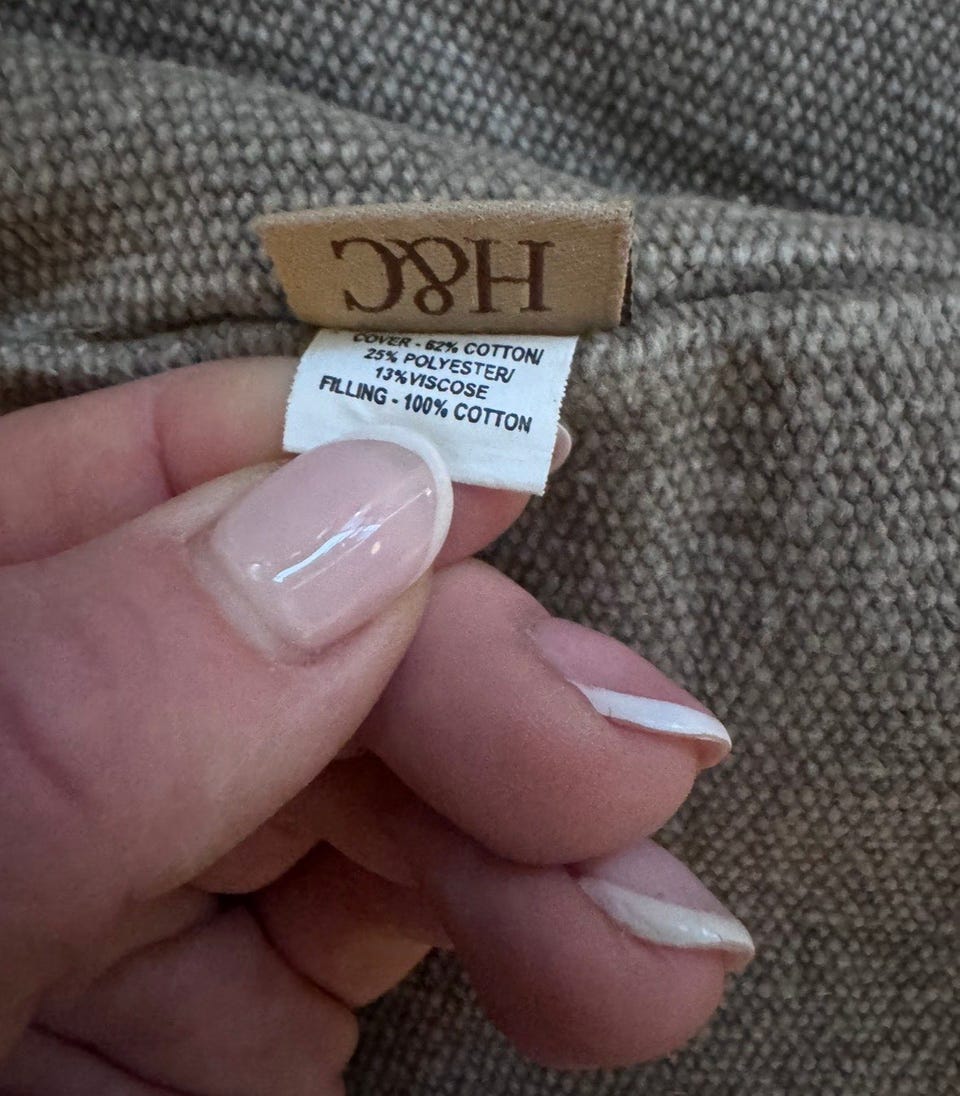 H&C
COVER - 62% COTTON/
25% POLYESTER/
13%VISCOSE
FILLING - 100% COTTON